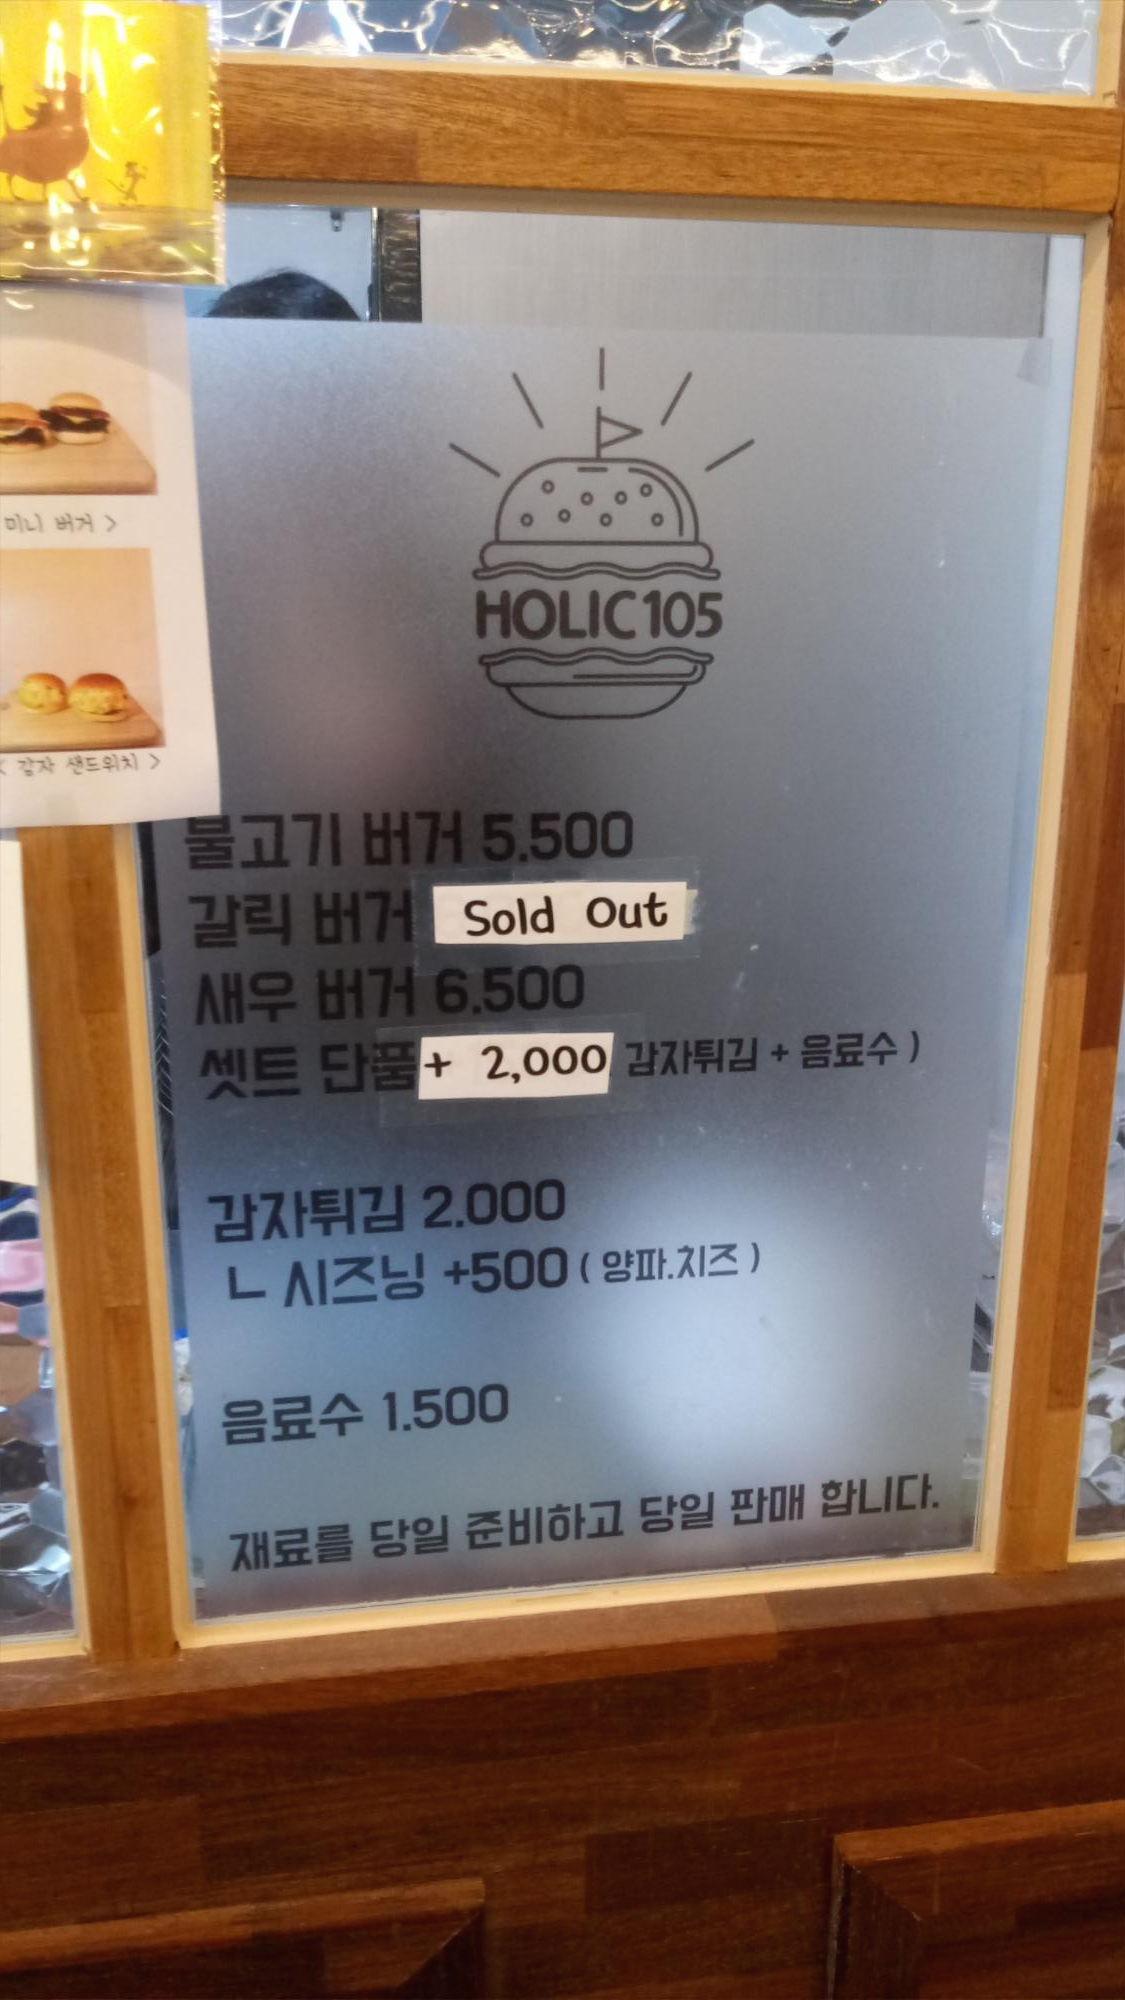 미니 버거 >
< 감자 샌드위치 >
HOLIC105
불고기 버거 5.500
갈릭 버거 Sold Out
새우 버거 6.500
셋트 단품 + 2,000 감자튀김 + 음료수 )
감자튀김 2.000
ㄴ 시즈닝 +500 ( 양파.치즈 )
음료수 1.500
재료를 당일 준비하고 당일 판매 합니다.